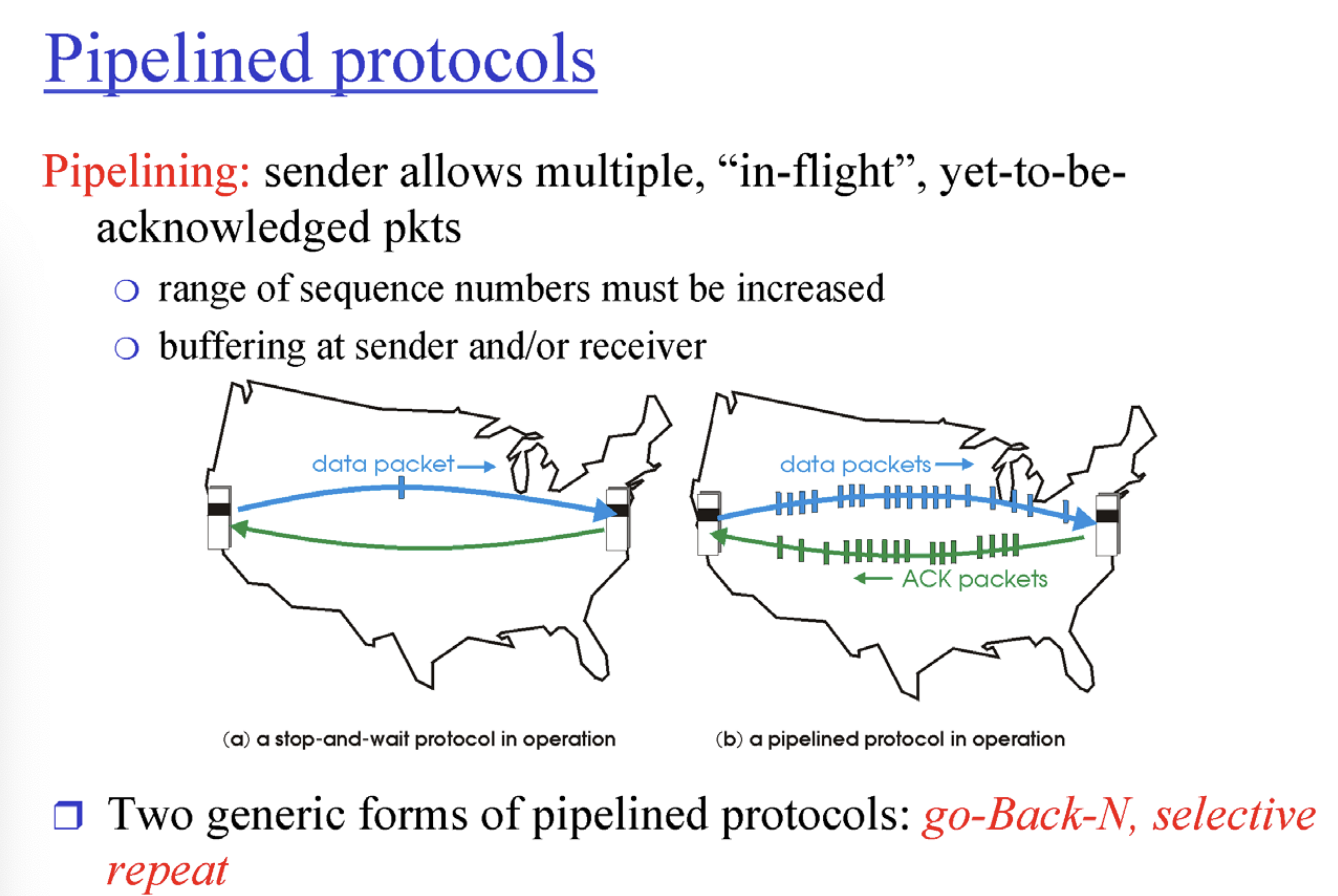 Pipelined protocols
Pipelining: sender allows multiple, “in-flight”, yet-to-be-
acknowledged pkts
range of sequence numbers must be increased
buffering at sender and/or receiver
data packet
data packets
ACK packets
(a) a stop-and-wait protocol in operation
(b) a pipelined protocol in operation
Two generic forms of pipelined protocols: go-Back-N, selective
repeat